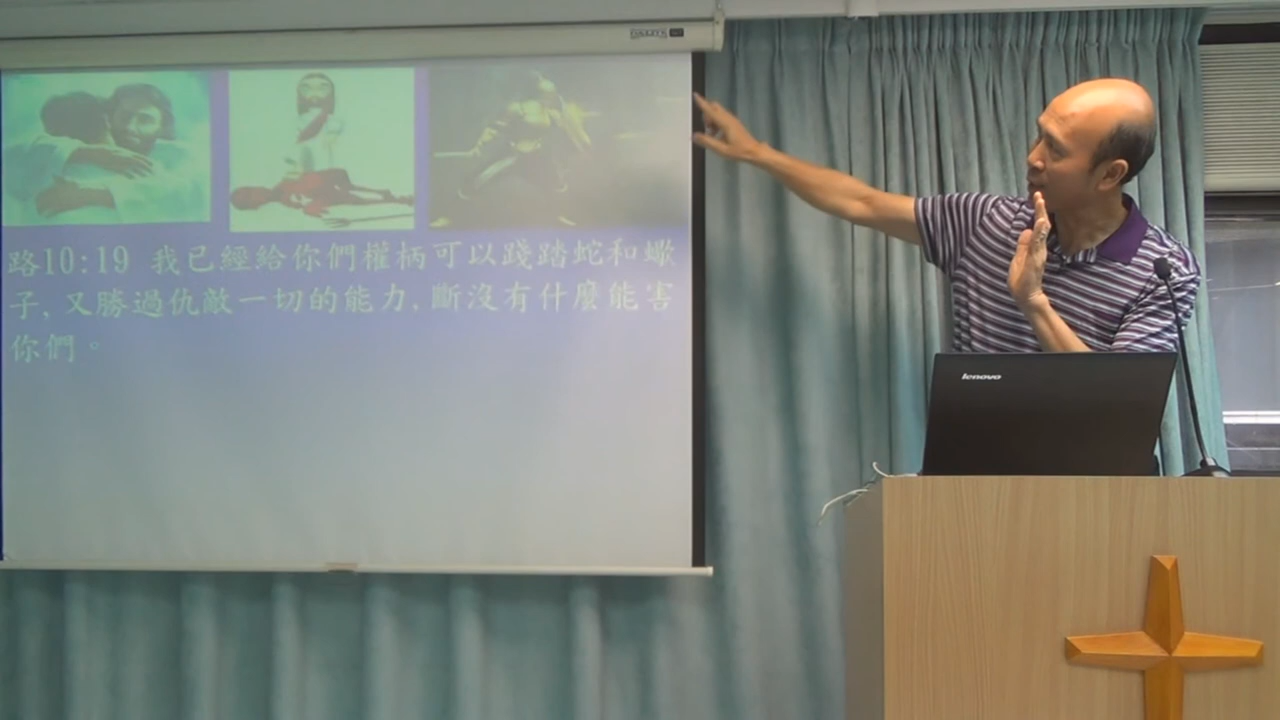 路10:19 我已經給你們權柄可以踐踏蛇和蠍
子,又勝過仇敵一切的能力,斷沒有什麼能害
你們。
lenovo